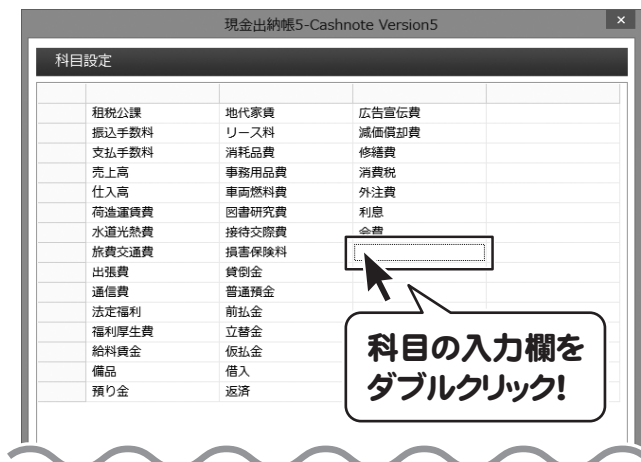 現金出納帳5-Cashnote Version5
×
科目設定
租税公課 地代家賃 広告宣伝費
振込手数料 リース料 減価償却費
支払手数料 消耗品費 修繕費
売上高 事務用品費 消費税
仕入高 車両燃料費 外注費
荷造運賃費 図書研究費 利息
水道光熱費 接待交際費 会費
旅費交通費 損害保険料
出張費 貸倒金
通信費 普通預金
法定福利 前払金
福利厚生費 立替金
給料賃金 仮払金
備品 借入
預り金 返済
科目の入力欄を
ダブルクリック!